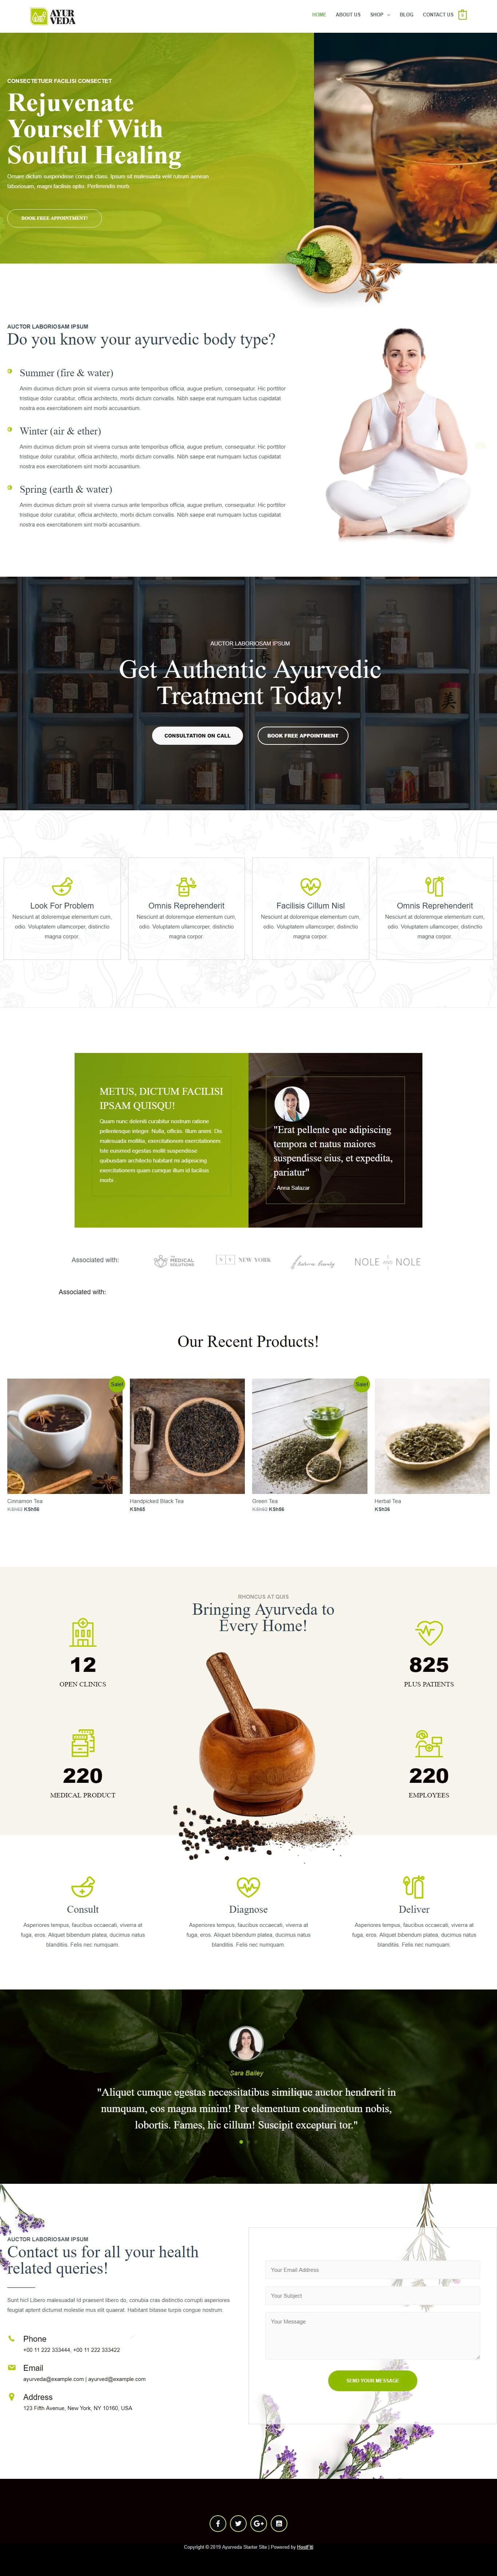 AYUR
VEDA
HOME ABOUT US SHOP BLOG CONTACT US
CONSECTETUER FACILISI CONSECTET
Rejuvenate
Yourself With
Soulful Healing
Ornare dictum suspendisse corrupti class. Ipsum sit malesuada velit rutrum aenean
laboriosam, magni facilisis optio. Perferendis morb.
BOOK FREE APPOINTMENT!
AUCTOR LABORIOSAM IPSUM
Do you know your ayurvedic body type?
Summer (fire & water)
Anim ducimus dictum proin sit viverra cursus ante temporibus officia, augue pretium, consequatur. Hic porttitor
tristique dolor curabitur, officia architecto, morbi dictum convallis. Nibh saepe erat numquam luctus cupidatat
nostra eos exercitationem sint morbi accusantium.
Winter (air & ether)
Anim ducimus dictum proin sit viverra cursus ante temporibus officia, augue pretium, consequatur. Hic porttitor
tristique dolor curabitur, officia architecto, morbi dictum convallis. Nibh saepe erat numquam luctus cupidatat
nostra eos exercitationem sint morbi accusantium.
Spring (earth & water)
Anim ducimus dictum proin sit viverra cursus ante temporibus officia, augue pretium, consequatur. Hic porttitor
tristique dolor curabitur, officia architecto, morbi dictum convallis. Nibh saepe erat numquam luctus cupidatat
nostra eos exercitationem sint morbi accusantium.
AUCTOR LABORIOSAM IPSUM
Get Authentic Ayurvedic
Treatment Today!
CONSULTATION ON CALL BOOK FREE APPOINTMENT
Look For Problem
Nesciunt at doloremque elementum cum,
odio. Voluptatem ullamcorper, distinctio
magna corpor.
Omnis Reprehenderit
Nesciunt at doloremque elementum cum,
odio. Voluptatem ullamcorper, distinctio
magna corpor.
Facilisis Cillum Nisl
Nesciunt at doloremque elementum cum,
odio. Voluptatem ullamcorper, distinctio
magna corpor.
Omnis Reprehenderit
Nesciunt at doloremque elementum cum,
odio. Voluptatem ullamcorper, distinctio
magna corpor.
METUS, DICTUM FACILISI
IPSAM QUISQU!
Quam nunc deleniti curabitur nostrum ratione
pellentesque integer. Nulla, officiis. Illum anem. Dis
malesuada mollitia, exercitationem exercitationem.
Iste euismod egestas mollit suspendisse
quibusdam architecto habitant mi adipisicing
exercitationem quam cumque illum id facilisis
morbi.
"Erat pellente que adipiscing
tempora et natus maiores
suspendisse eius, et expedita,
pariatur"
- Anna Salazar
Associated with:
THE
MEDICAL
SOLUTIONS
NEW YORK
NOLE AND NOLE
Associated with:
Our Recent Products!
Sale!
Cinnamon Tea
KSh56
Handpicked Black Tea
KSh65
Sale!
Green Tea
KSh56
Herbal Tea
KSh36
RHONCUS AT QUIS
Bringing Ayurveda to
Every Home!
12
OPEN CLINICS
825
PLUS PATIENTS
220
MEDICAL PRODUCT
220
EMPLOYEES
Consult
Asperiores tempus, faucibus occaecati, viverra at
fuga, eros. Aliquet bibendum platea, ducimus natus
blanditiis. Felis nec numquam.
Diagnose
Asperiores tempus, faucibus occaecati, viverra at
fuga, eros. Aliquet bibendum platea, ducimus natus
blanditiis. Felis nec numquam.
Deliver
Asperiores tempus, faucibus occaecati, viverra at
fuga, eros. Aliquet bibendum platea, ducimus natus
blanditiis. Felis nec numquam.
Sara Bailey
"Aliquet cumque egestas necessitatibus similique auctor hendrerit in
numquam, eos magna minim! Per elementum condimentum nobis,
lobortis. Fames, hic cillum! Suscipit excepturi tor."
AUCTOR LABORIOSAM IPSUM
Contact us for all your health
related queries!
Sunt hic! Libero malesuada! Id praesent libero do, conubia cras distinctio corrupti asperiores
feugiat aptent dictumst molestie mus elit quaerat. Habitant bitasse turpis congue nostrum.
Phone
+00 11 222 333444, +00 11 222 333422
Email
ayurveda@example.com | ayurved@example.com
Address
123 Fifth Avenue, New York, NY 10160, USA
Your Email Address
Your Subject
Your Message
SEND YOUR MESSAGE
Copyright © 2019 Ayurveda Starter Site | Powered by